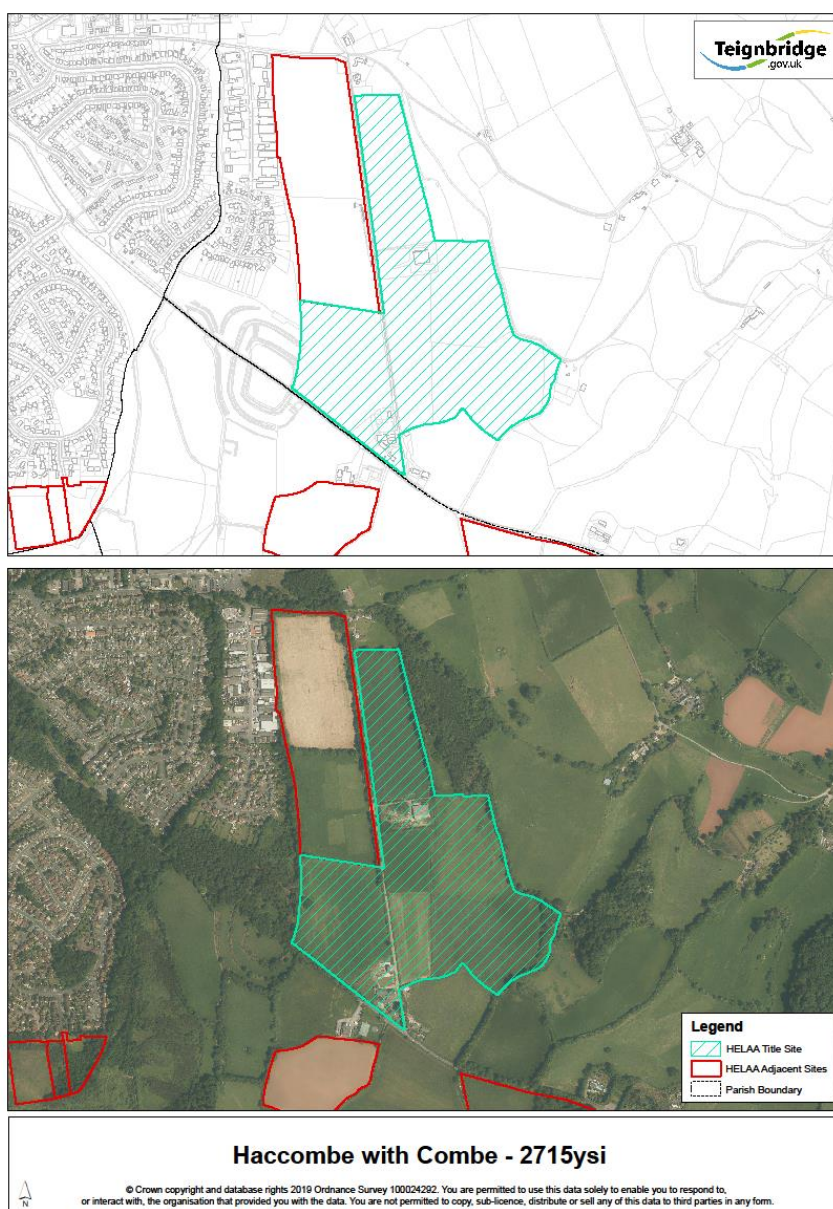 Teignbridge
.gov.uk
Legend
HELAA Title Site
HELAA Adjacent Sites
Parish Boundary
Haccombe with Combe - 2715ysi
N
© Crown copyright and database rights 2019 Ordnance Survey 100024292. You are permitted to use this data solely to enable you to respond to,
or interact with, the organisation that provided you with the data. You are not permitted to copy, sub-licence, distribute or sell any of this data to third parties in any form.